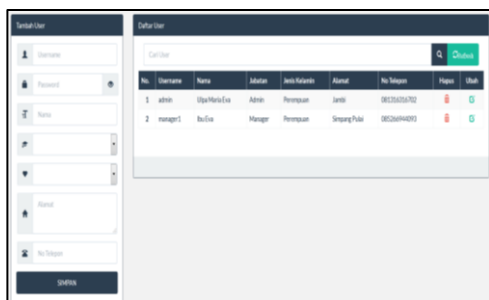 Tambah User
Username
Password
Nama
Alamat
No Telepon
SIMPAN
Daftar User
Cari User
Refresh
No. Username Nama Jabatan Jenis Kelamin Alamat No Telepon Hapus Ubah
1 admin Ulpa Maria Eva Admin Perempuan Jambi 081316316702
2 manager1 Ibu Eva Manager Perempuan Simpang Pulai 085266944093